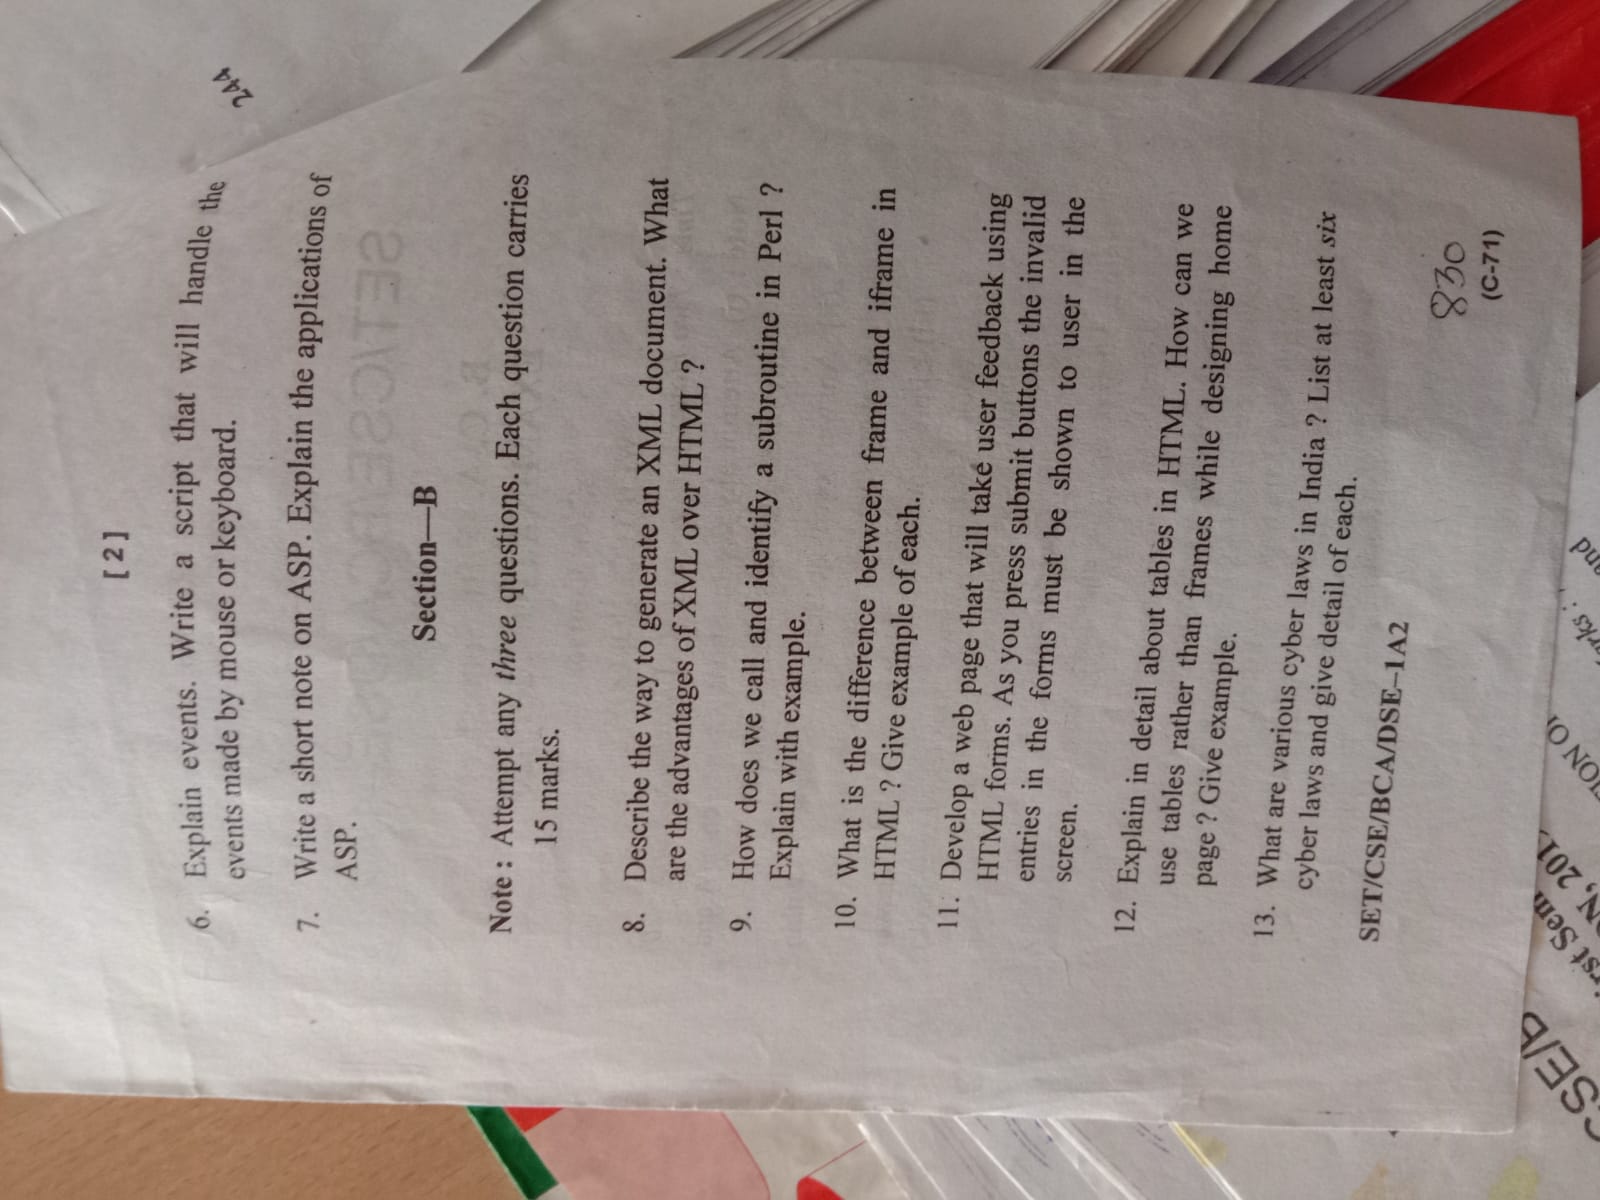 [ 2 ]
6. Explain events. Write a script that will handle the
events made by mouse or keyboard.
7. Write a short note on ASP. Explain the applications of
ASP.
Section—B
Note : Attempt any three questions. Each question carries
15 marks.
8. Describe the way to generate an XML document. What
are the advantages of XML over HTML ?
9. How does we call and identify a subroutine in Perl ?
Explain with example.
10. What is the difference between frame and iframe in
HTML ? Give example of each.
11. Develop a web page that will take user feedback using
HTML forms. As you press submit buttons the invalid
entries in the forms must be shown to user in the
screen.
12. Explain in detail about tables in HTML. How can we
use tables rather than frames while designing home
page ? Give example.
13. What are various cyber laws in India ? List at least six
cyber laws and give detail of each.
SET/CSE/BCA/DSE–1A2
830
(C-71)
244